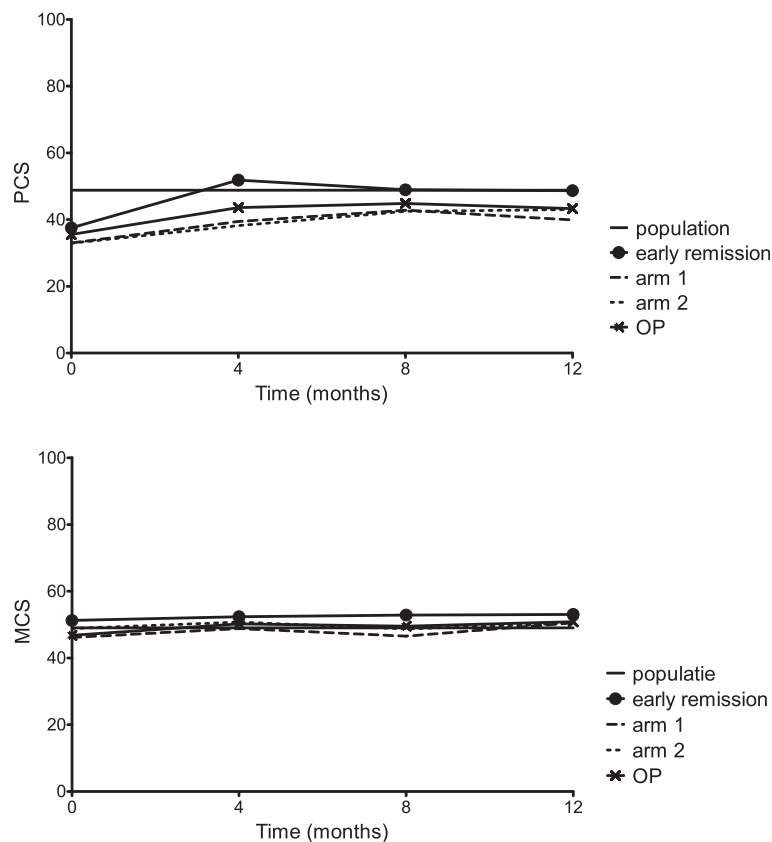 100
80
60
40
20
0
PCS
0 4 8 12
Time (months)
population
early remission
arm 1
arm 2
OP
100
80
60
40
20
0
MCS
0 4 8 12
Time (months)
populatie
early remission
arm 1
arm 2
OP